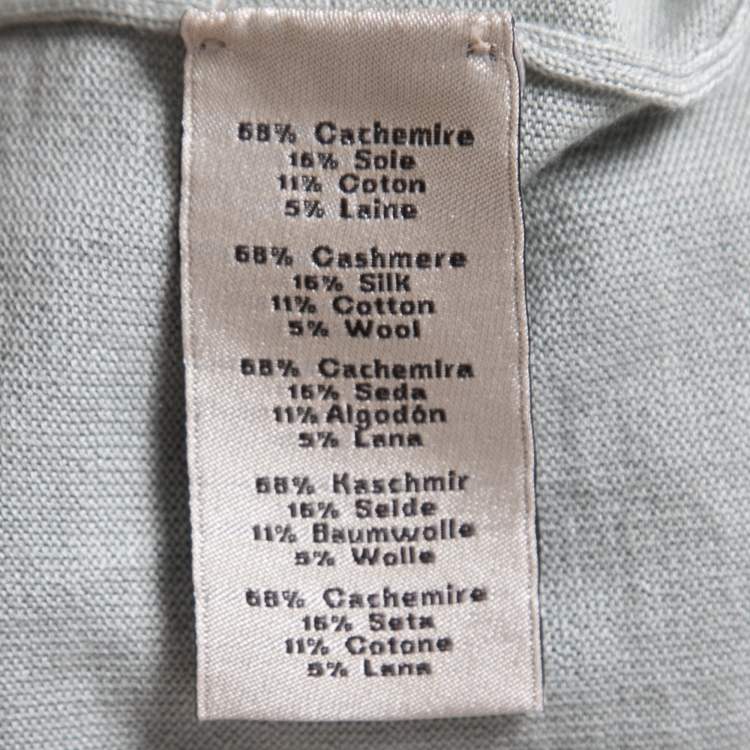 68% Cachemire
16% Soie
11% Coton
5% Laine
68% Cashmere
16% Silk
11% Cotton
5% Wool
68% Cachemira
16% Seda
11% Algodón
5% Lana
68% Kaschmir
16% Seide
11% Baumwolle
5% Wolle
68% Cachemire
16% Seta
11% Cotone
5% Lana